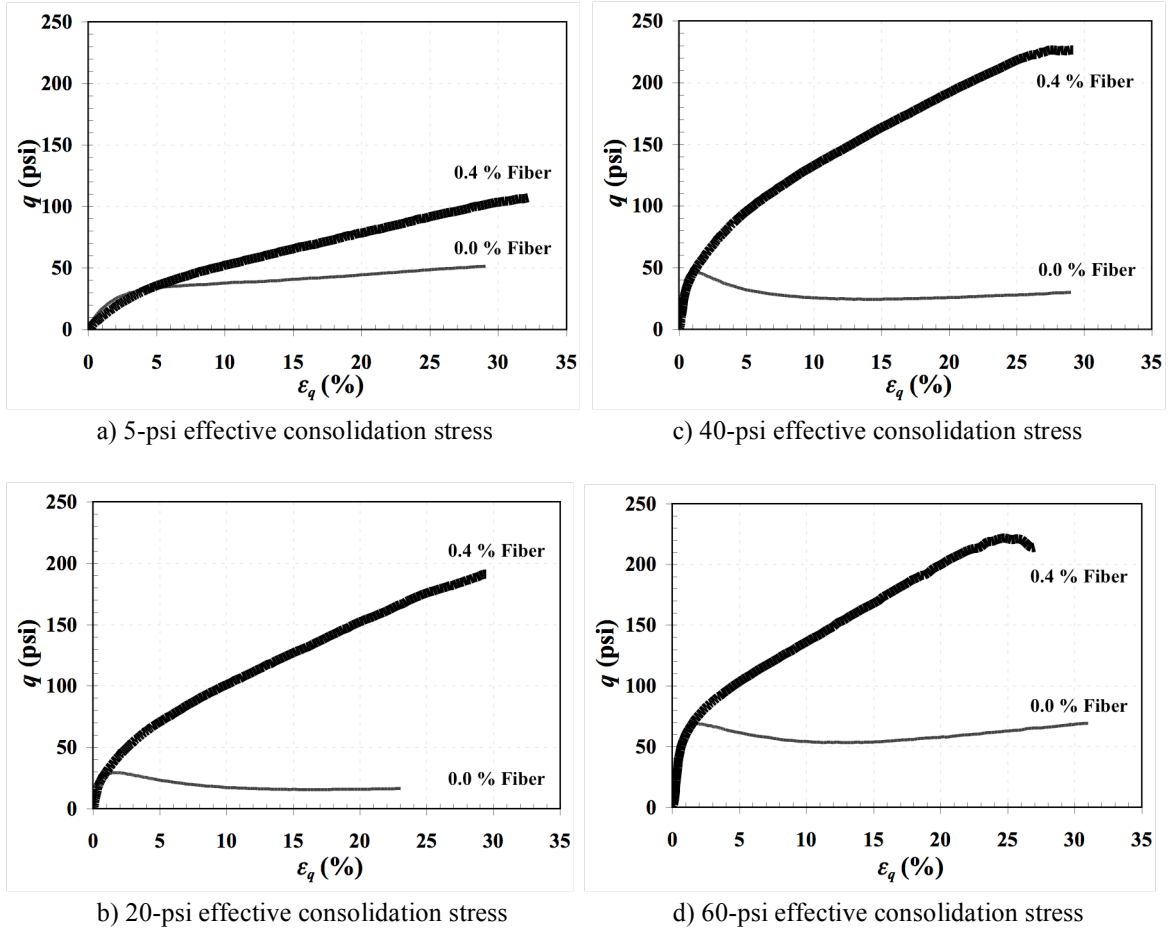 250
200
150
100
50
0
q (psi)
0.4 % Fiber
0.0 % Fiber
0 5 10 15 20 25 30 35
εq (%)
a) 5-psi effective consolidation stress
250
200
150
100
50
0
q (psi)
0.4 % Fiber
0.0 % Fiber
0 5 10 15 20 25 30 35
εq (%)
c) 40-psi effective consolidation stress
250
200
150
100
50
0
q (psi)
0.4 % Fiber
0.0 % Fiber
0 5 10 15 20 25 30 35
εq (%)
b) 20-psi effective consolidation stress
250
200
150
100
50
0
q (psi)
0.4 % Fiber
0.0 % Fiber
0 5 10 15 20 25 30 35
εq (%)
d) 60-psi effective consolidation stress